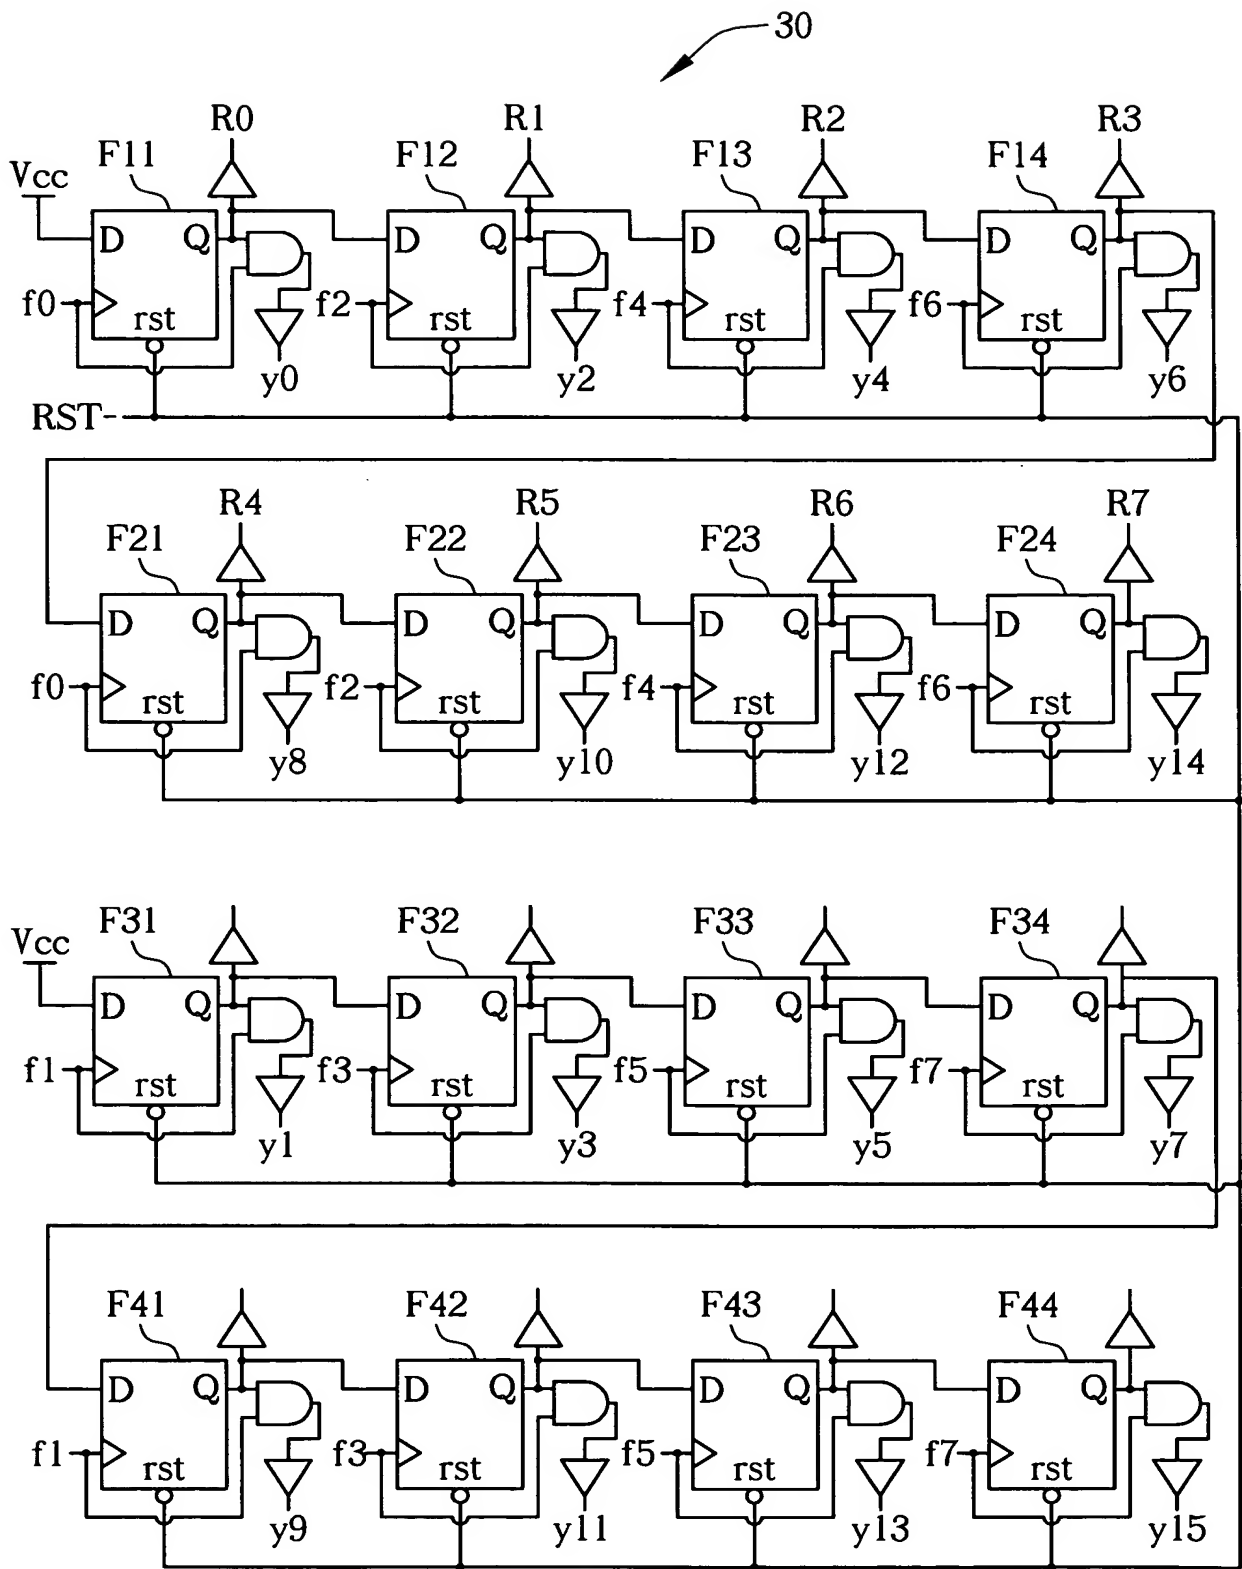 30
R0 R1 R2 R3
F11 F12 F13 F14
Vcc
D Q D Q D Q D Q
f0 rst f2 rst f4 rst f6 rst
y0 y2 y4 y6
RST
R4 R5 R6 R7
F21 F22 F23 F24
D Q D Q D Q D Q
f0 rst f2 rst f4 rst f6 rst
y8 y10 y12 y14
F31 F32 F33 F34
Vcc
D Q D Q D Q D Q
f1 rst f3 rst f5 rst f7 rst
y1 y3 y5 y7
F41 F42 F43 F44
D Q D Q D Q D Q
f1 rst f3 rst f5 rst f7 rst
y9 y11 y13 y15